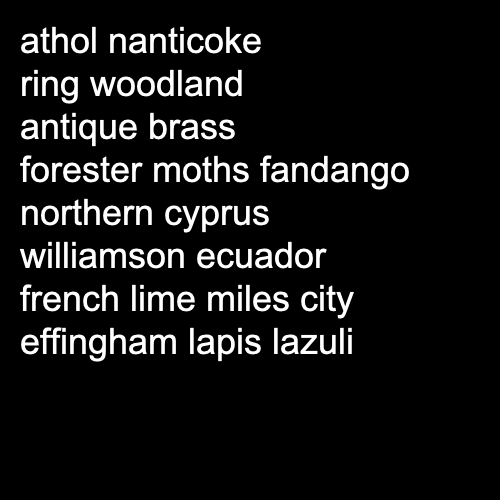 athol nanticoke
ring woodland
antique brass
forester moths fandango
northern cyprus
williamson ecuador
french lime miles city
effingham lapis lazuli